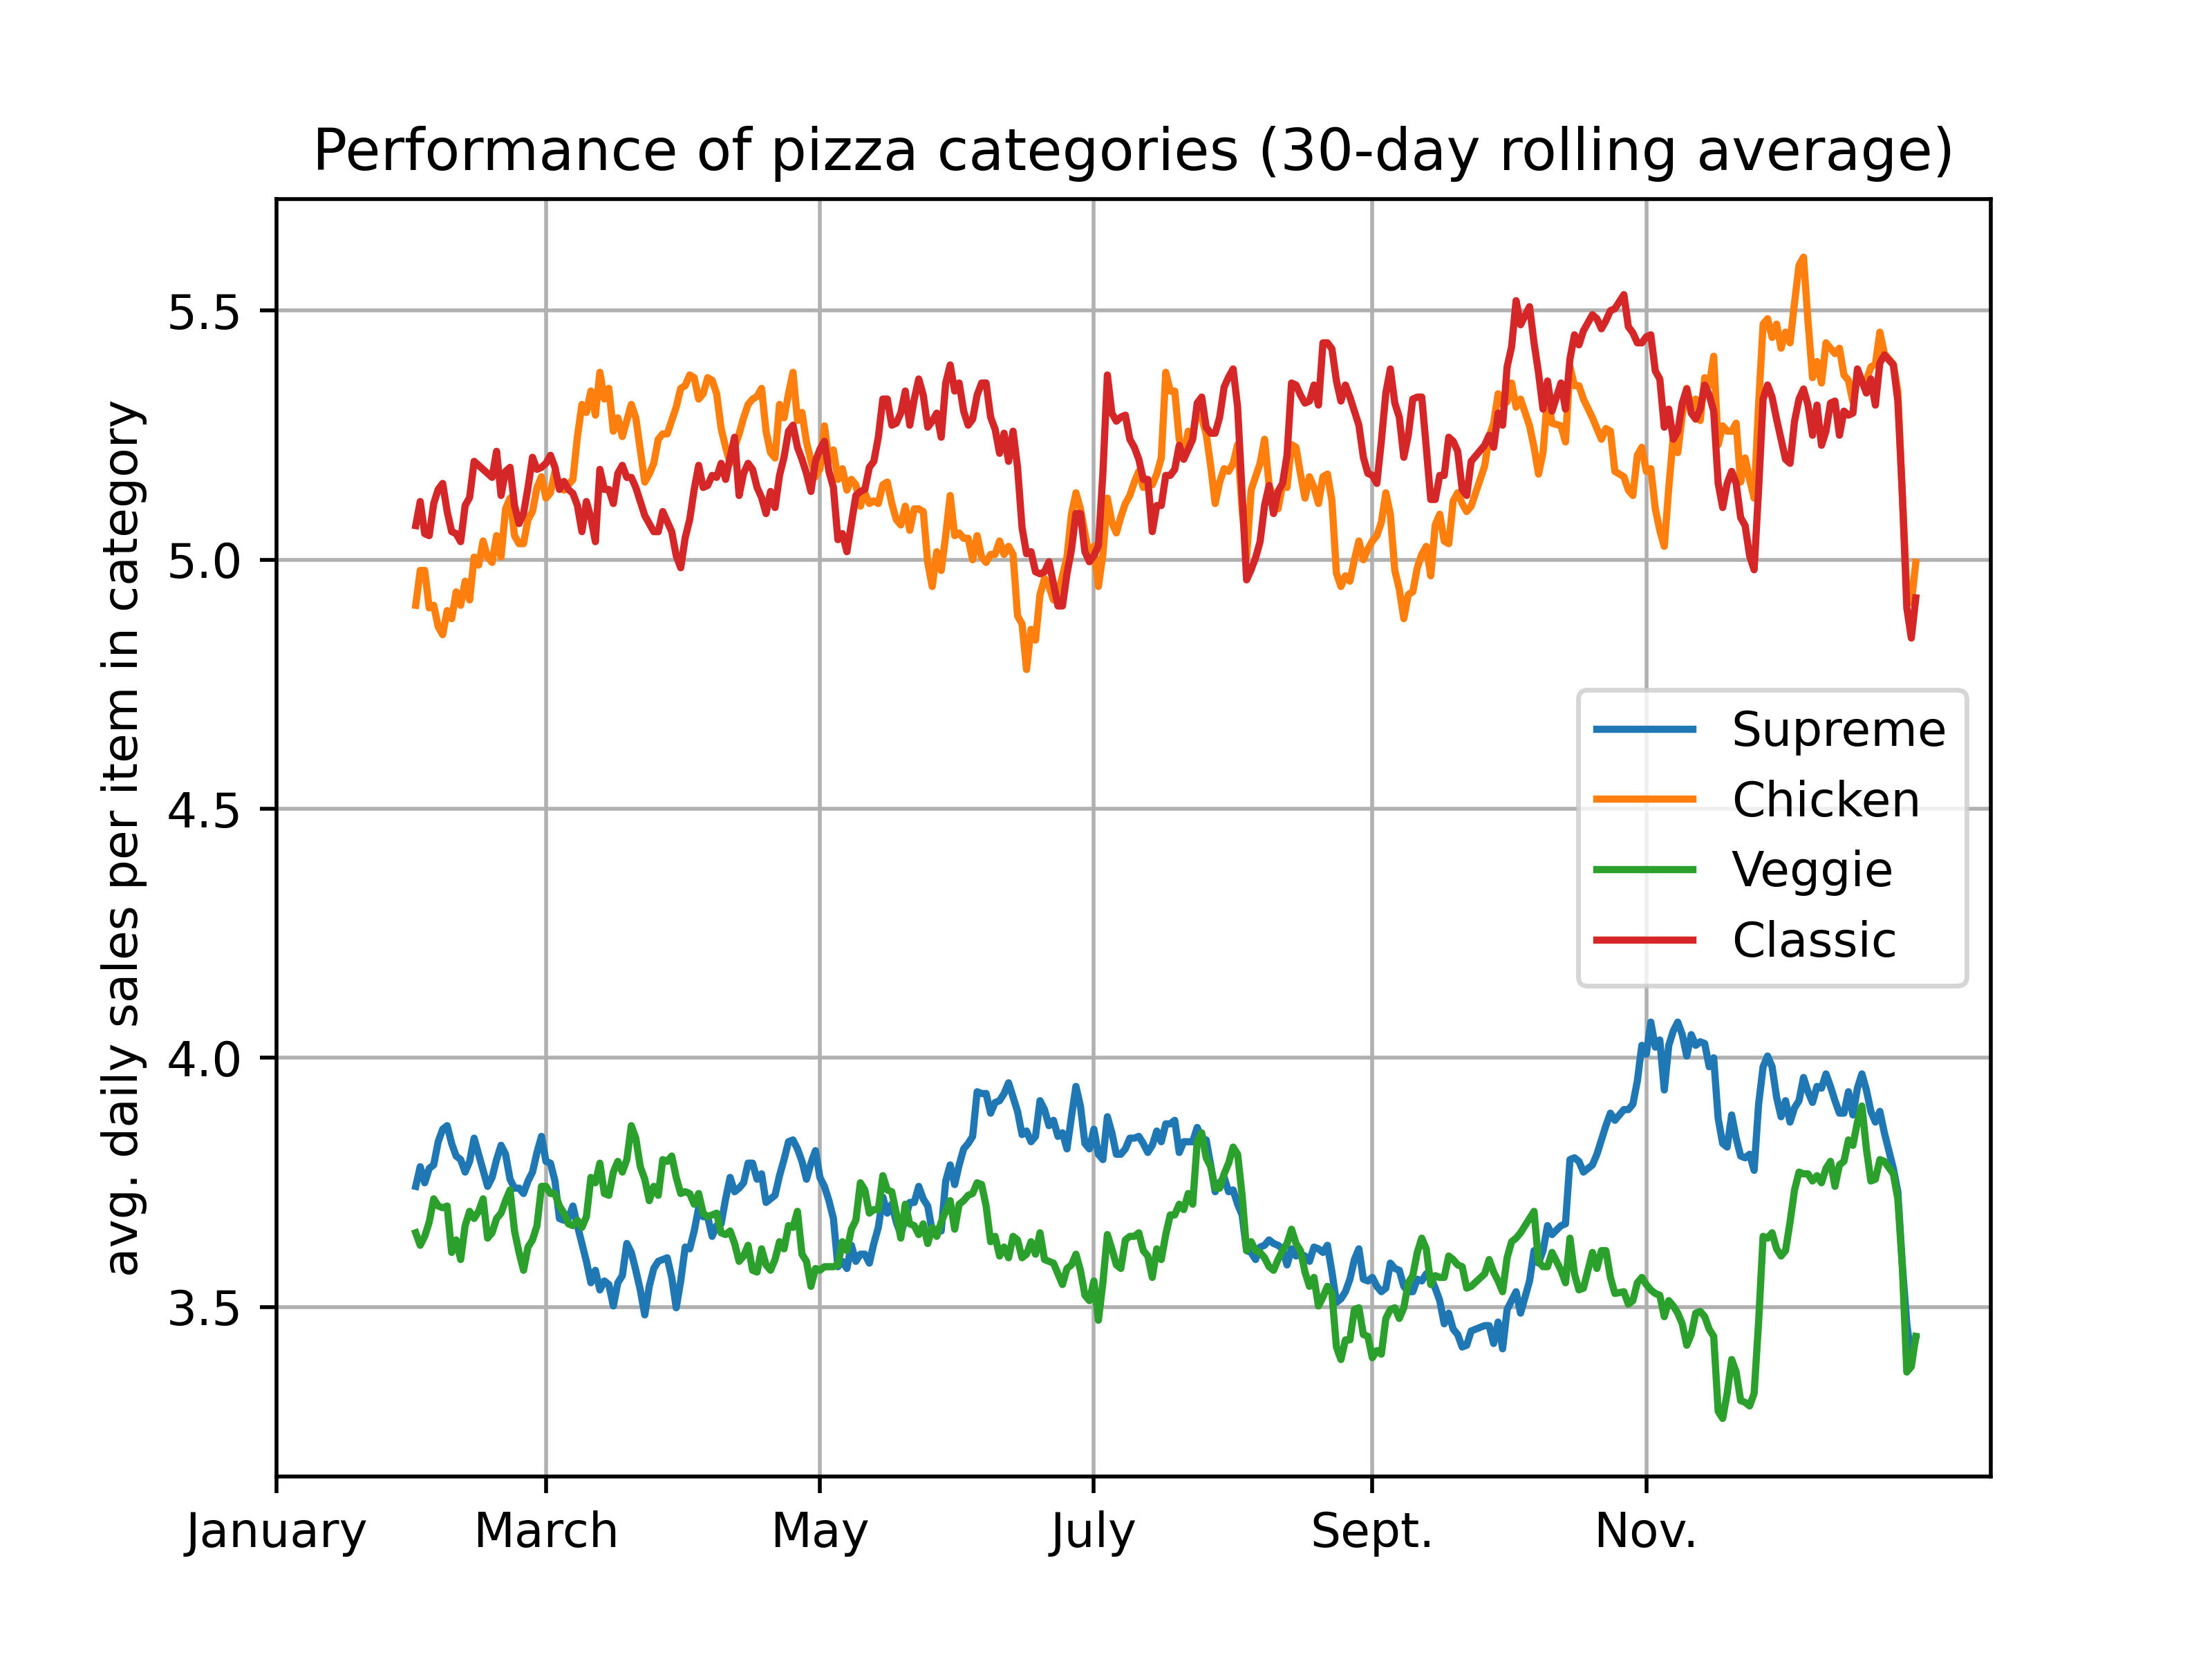 Performance of pizza categories (30-day rolling average)
avg. daily sales per item in category
5.5
5.0
4.5
4.0
3.5
Supreme
Chicken
Veggie
Classic
January March May July Sept. Nov.